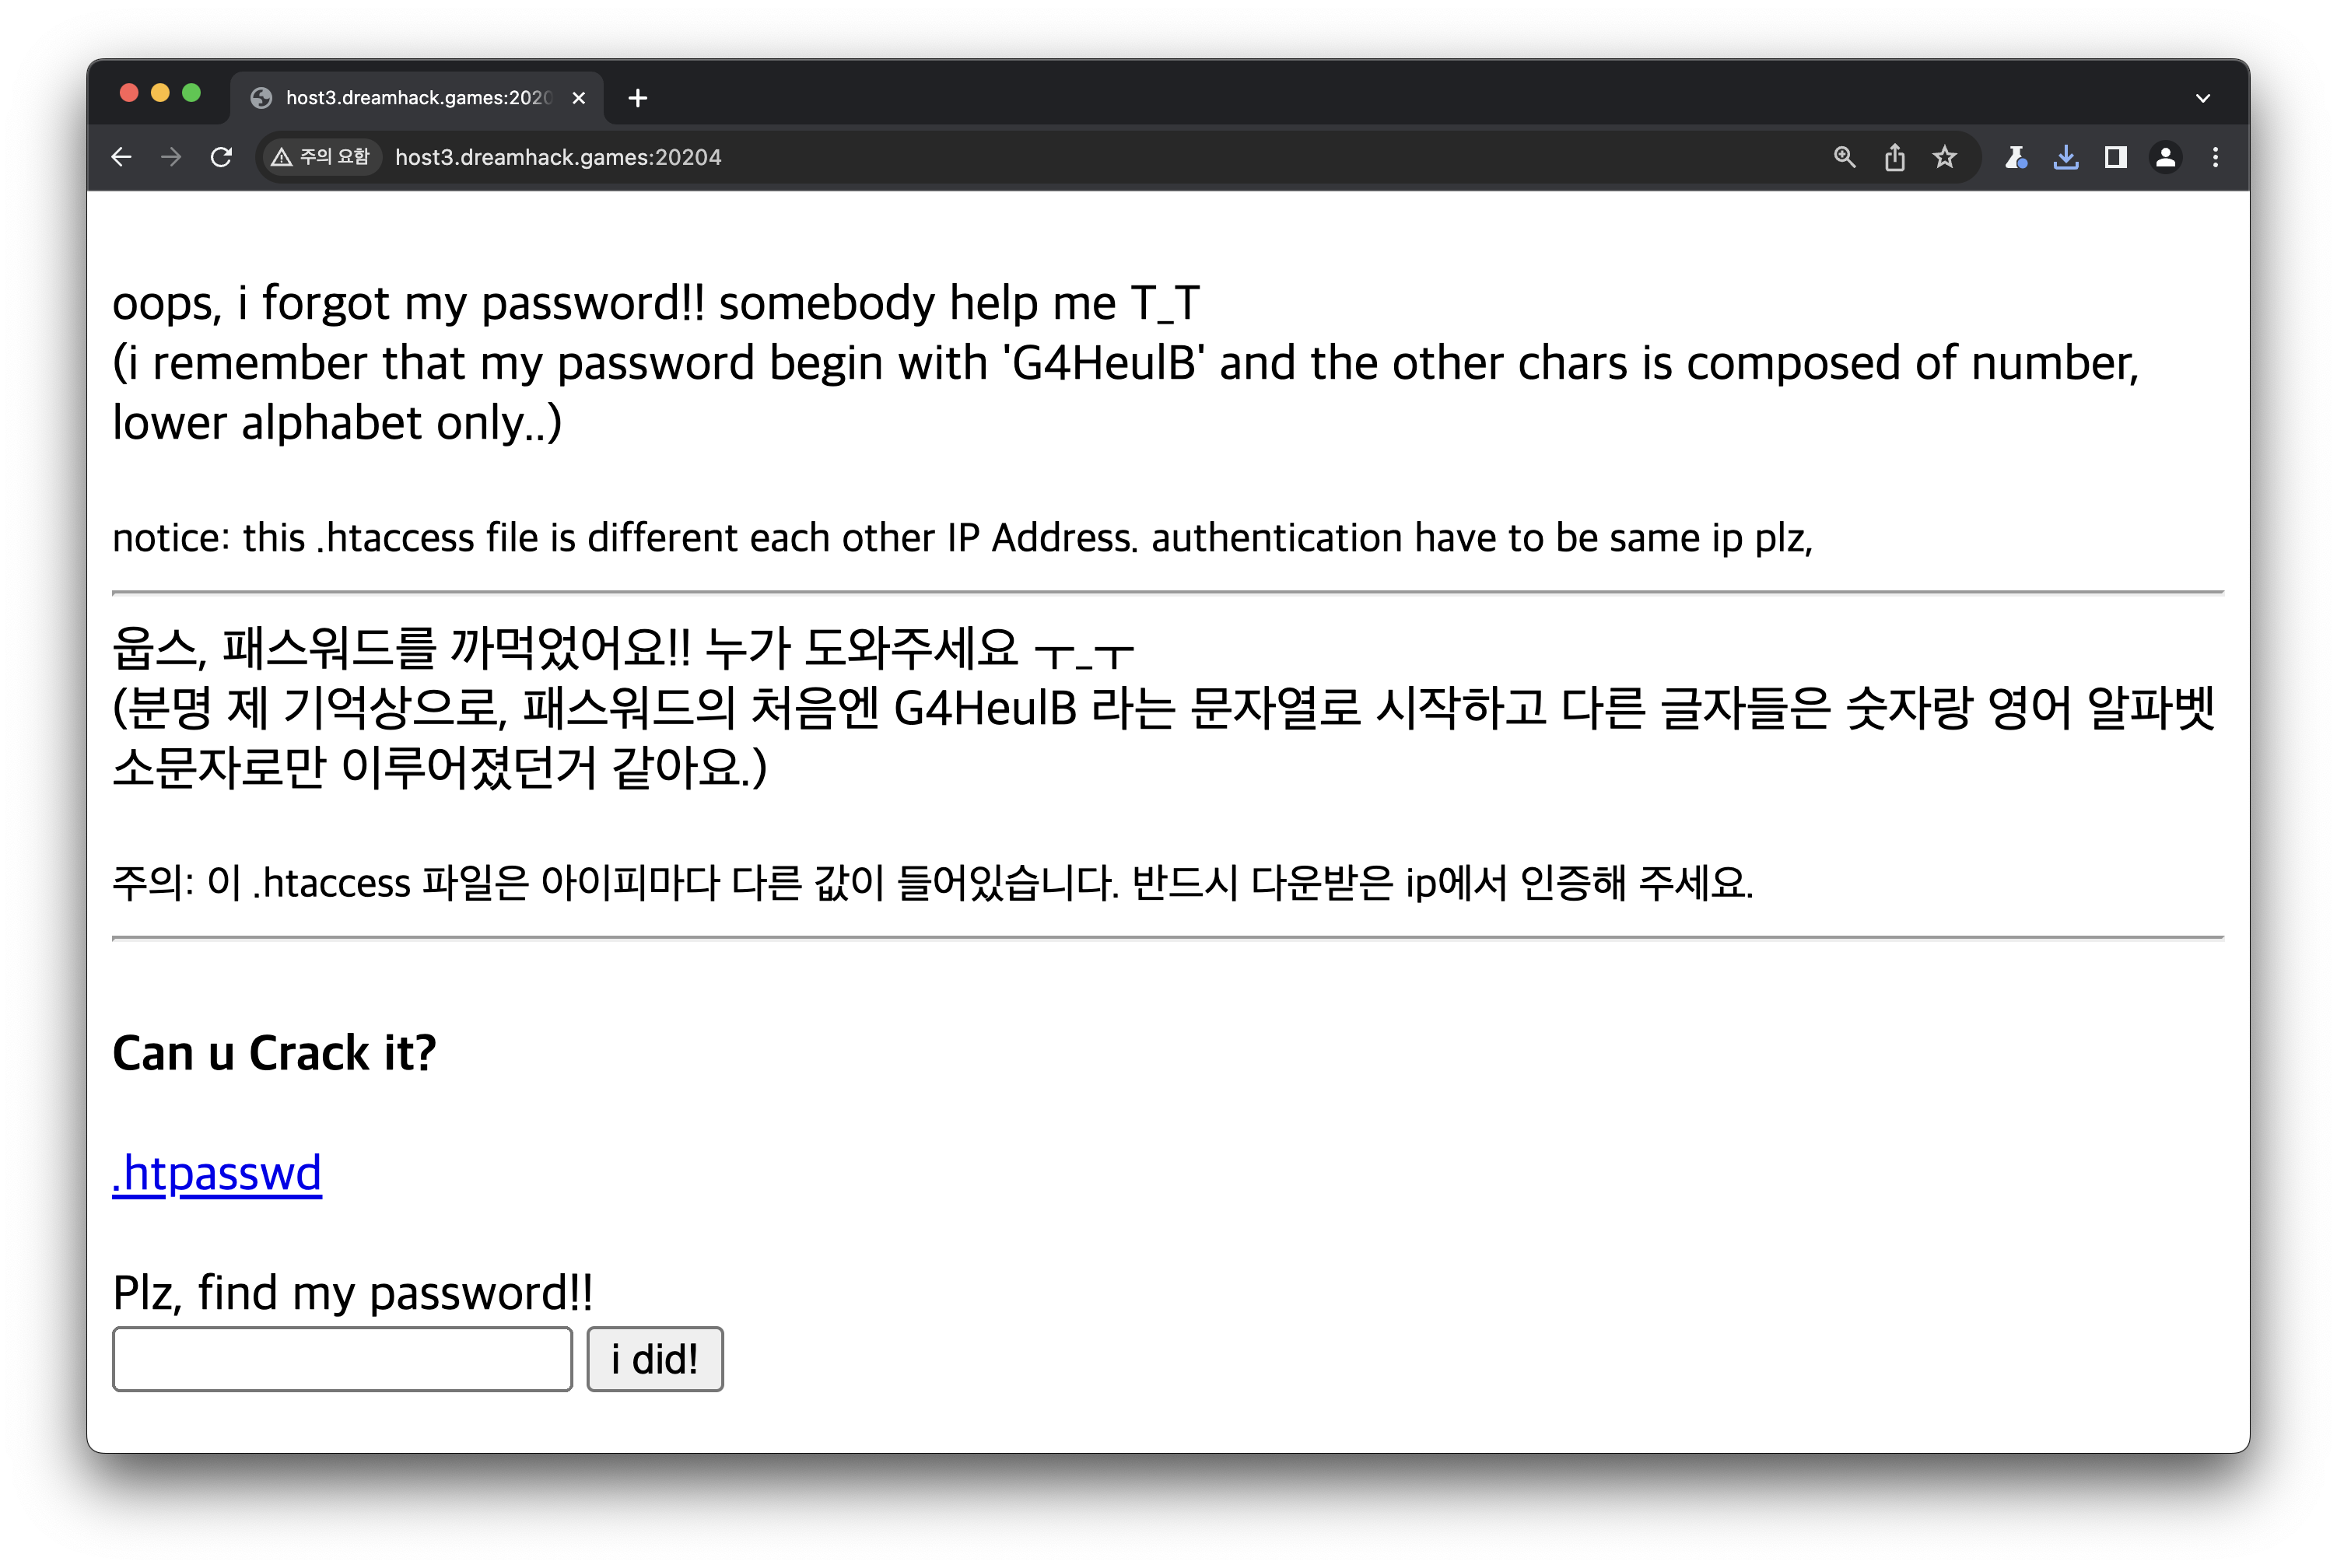 host3.dreamhack.games:2020
주의 요함
host3.dreamhack.games:20204
oops, i forgot my password!! somebody help me T_T
(i remember that my password begin with 'G4HeulB' and the other chars is composed of number,
lower alphabet only..)
notice: this .htaccess file is different each other IP Address. authentication have to be same ip plz,
웁스, 패스워드를 까먹었어요!! 누가 도와주세요 ㅜ_ㅜ
(분명 제 기억상으로, 패스워드의 처음엔 G4HeulB 라는 문자열로 시작하고 다른 글자들은 숫자랑 영어 알파벳
소문자로만 이루어졌던거 같아요.)
주의: 이 .htaccess 파일은 아이피마다 다른 값이 들어있습니다. 반드시 다운받은 ip에서 인증해 주세요.
Can u Crack it?
.htpasswd
Plz, find my password!!
i did!